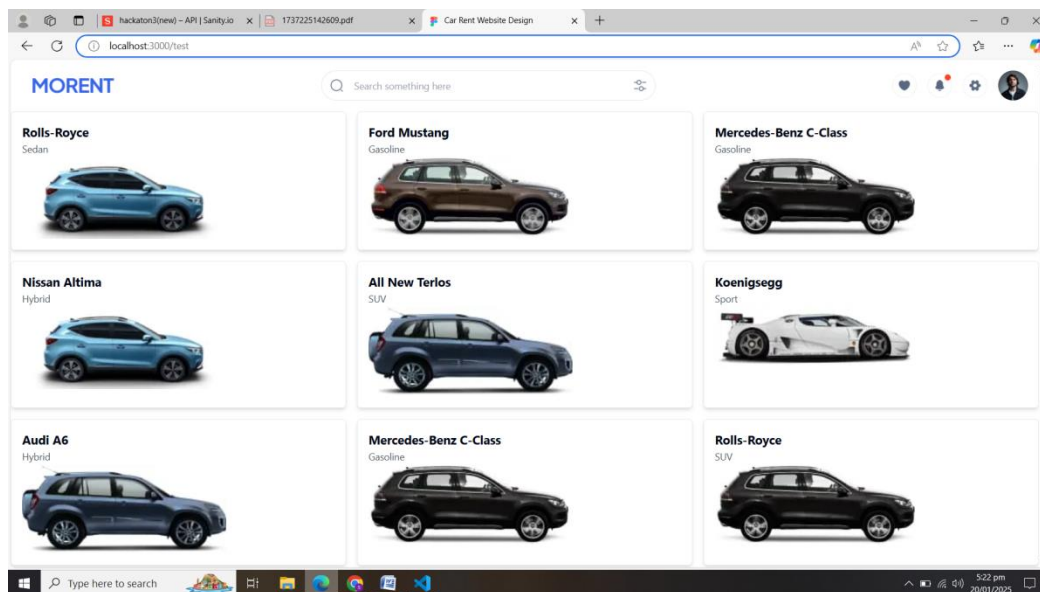 hackaton3(new) – API | Sanity.io
1737225142609.pdf
Car Rent Website Design
localhost:3000/test
MORENT
Search something here
Rolls-Royce
Sedan
Ford Mustang
Gasoline
Mercedes-Benz C-Class
Gasoline
Nissan Altima
Hybrid
All New Terlos
SUV
Koenigsegg
Sport
Audi A6
Hybrid
Mercedes-Benz C-Class
Gasoline
Rolls-Royce
SUV
Type here to search
5:22 pm
20/01/2025